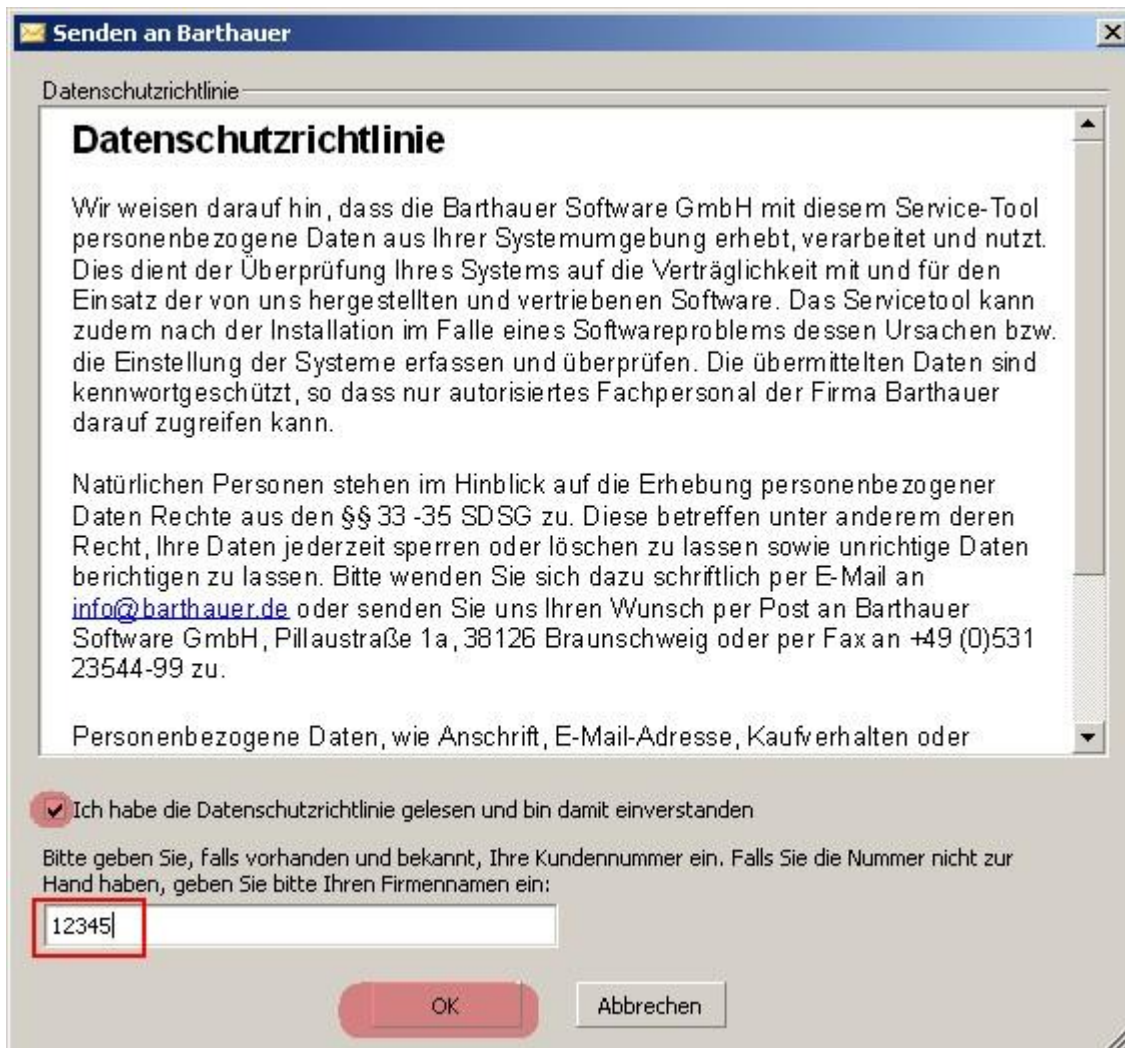 Senden an Barthauer
Datenschutzrichtlinie
Datenschutzrichtlinie
Wir weisen darauf hin, dass die Barthauer Software GmbH mit diesem Service-Tool
personenbezogene Daten aus Ihrer Systemumgebung erhebt, verarbeitet und nutzt.
Dies dient der Überprüfung Ihres Systems auf die Verträglichkeit mit und für den
Einsatz der von uns hergestellten und vertriebenen Software. Das Servicetool kann
zudem nach der Installation im Falle eines Softwareproblems dessen Ursachen bzw.
die Einstellung der Systeme erfassen und überprüfen. Die übermittelten Daten sind
kennwortgeschützt, so dass nur autorisiertes Fachpersonal der Firma Barthauer
darauf zugreifen kann.
Natürlichen Personen stehen im Hinblick auf die Erhebung personenbezogener
Daten Rechte aus den §§ 33 -35 SDSG zu. Diese betreffen unter anderem deren
Recht, Ihre Daten jederzeit sperren oder löschen zu lassen sowie unrichtige Daten
berichtigen zu lassen. Bitte wenden Sie sich dazu schriftlich per E-Mail an
info@barthauer.de oder senden Sie uns Ihren Wunsch per Post an Barthauer
Software GmbH, Pillaustraße 1a, 38126 Braunschweig oder per Fax an +49 (0)531
23544-99 zu.
Personenbezogene Daten, wie Anschrift, E-Mail-Adresse, Kaufverhalten oder
Ich habe die Datenschutzrichtlinie gelesen und bin damit einverstanden
Bitte geben Sie, falls vorhanden und bekannt, Ihre Kundennummer ein. Falls Sie die Nummer nicht zur
Hand haben, geben Sie bitte Ihren Firmennamen ein:
12345
OK Abbrechen